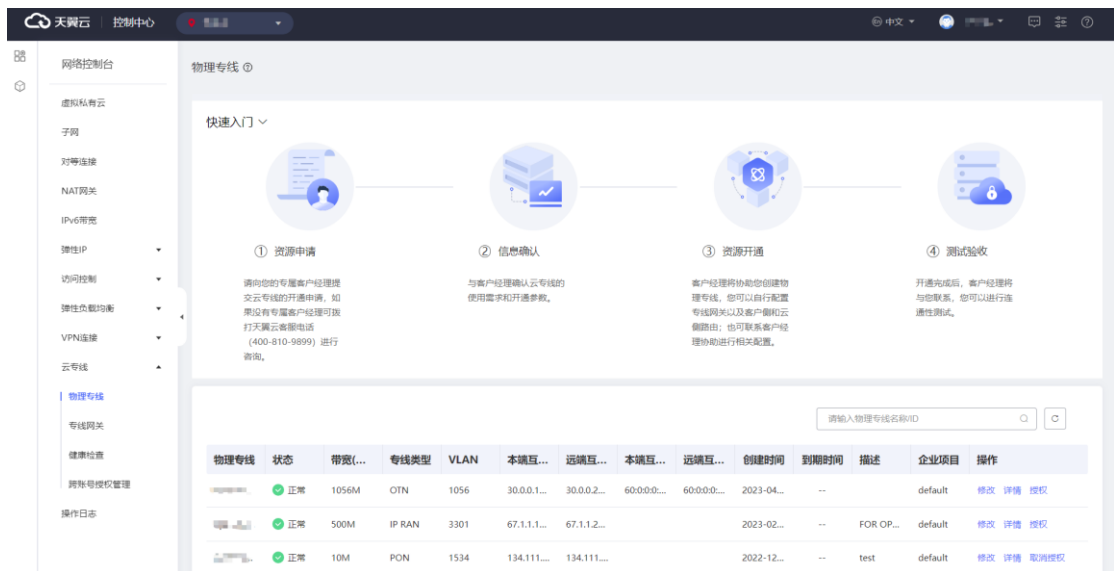 天翼云 控制中心 中文
网络控制台
物理专线
虚拟私有云
子网
对等连接
NAT网关
IPv6带宽
弹性IP
访问控制
弹性负载均衡
VPN连接
云专线
物理专线
专线网关
健康检查
跨账号授权管理
操作日志
快速入门
① 资源申请
请向您的专属客户经理提
交云专线的开通申请，如
果没有专属客户经理可拨
打天翼云客服电话
（400-810-9899）进行
咨询。
② 信息确认
与客户经理确认云专线的
使用需求和开通参数。
③ 资源开通
客户经理将协助您创建物
理专线，您可以自行配置
专线网关以及客户侧和云
侧路由；也可联系客户经
理协助进行相关配置。
④ 测试验收
开通完成后，客户经理将
与您联系，您可以进行连
通性测试。
请输入物理专线名称/ID
物理专线 状态 带宽(... 专线类型 VLAN 本端互... 远端互... 本端互... 远端互... 创建时间 到期时间 描述 企业项目 操作
正常 1056M OTN 1056 30.0.0.1... 30.0.0.2... 60:0:0:0:... 60:0:0:0:... 2023-04... -- default 修改 详情 授权
正常 500M IP RAN 3301 67.1.1.1... 67.1.1.2... 2023-02... -- FOR OP... default 修改 详情 授权
正常 10M PON 1534 134.111.... 134.111.... 2022-12... -- test default 修改 详情 取消授权